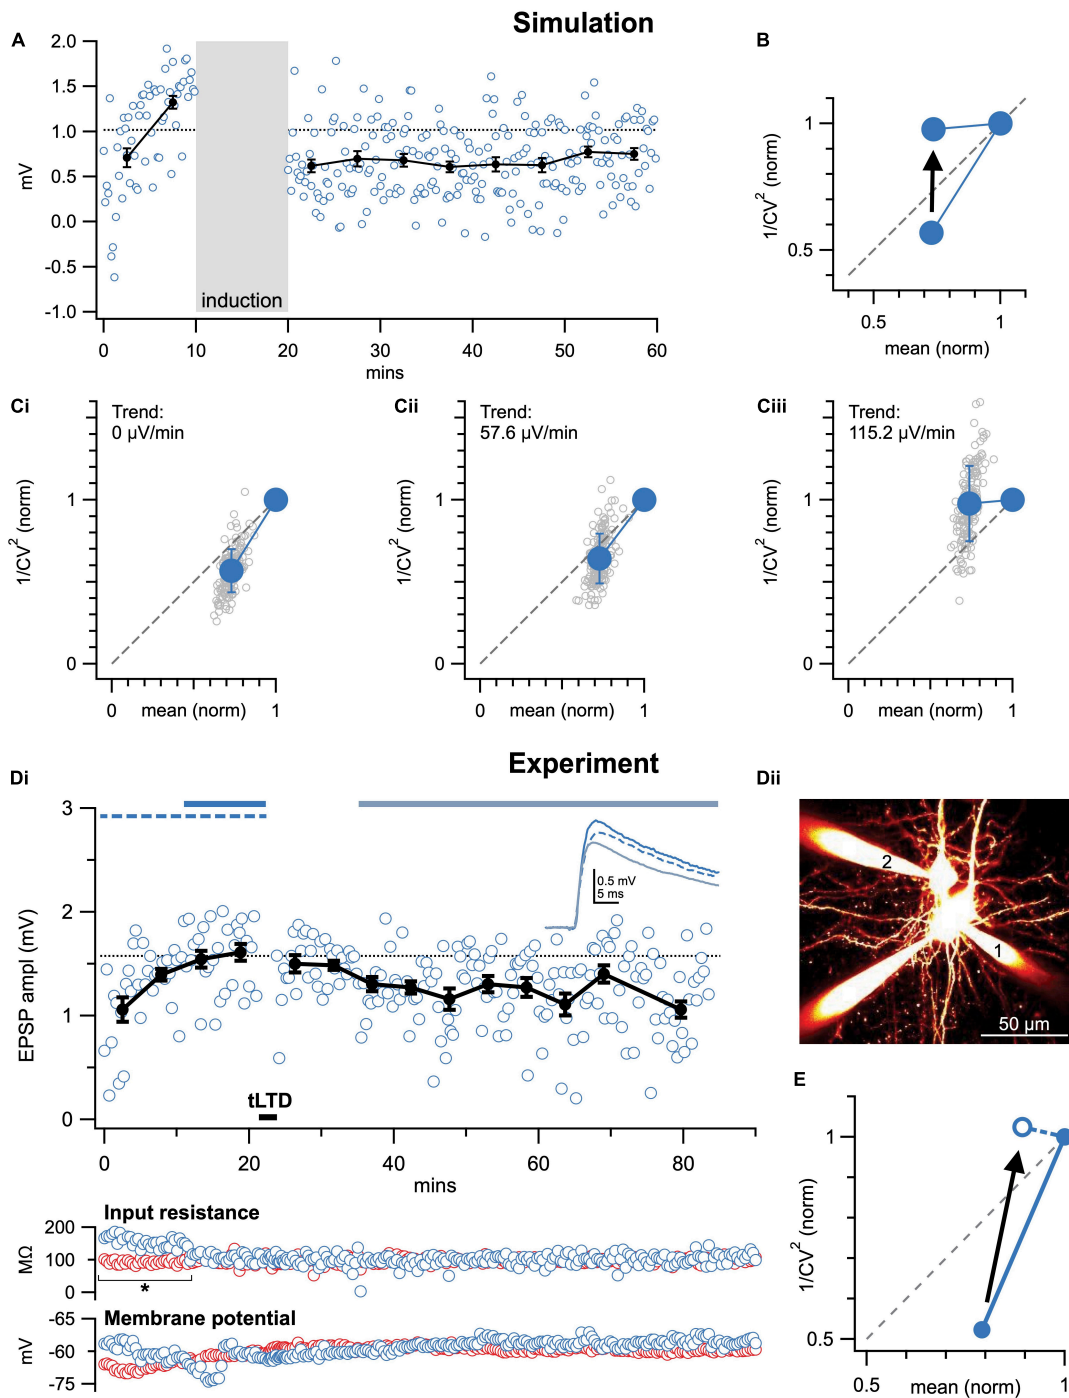 Simulation
A
2.0
1.5
1.0
0.5
0.0
-0.5
-1.0
mV
induction
0
10
20
30
40
50
60
mins
B
1
0.5
1/CV² (norm)
0.5
1
mean (norm)
Ci
Trend:
0 µV/min
1
0
1/CV² (norm)
0
mean (norm)
1
Cii
Trend:
57.6 µV/min
1
0
1/CV² (norm)
0
mean (norm)
1
Ciii
Trend:
115.2 µV/min
1
0
1/CV² (norm)
0
mean (norm)
1
Experiment
Di
3
2
1
0
EPSP ampl (mV)
0.5 mV
5 ms
tLTD
0
20
40
60
80
mins
Input resistance
200
100
0
MΩ
*
Membrane potential
-65
-60
-75
mV
Dii
2
1
50 µm
E
1
0.5
1/CV² (norm)
0.5
mean (norm)
1